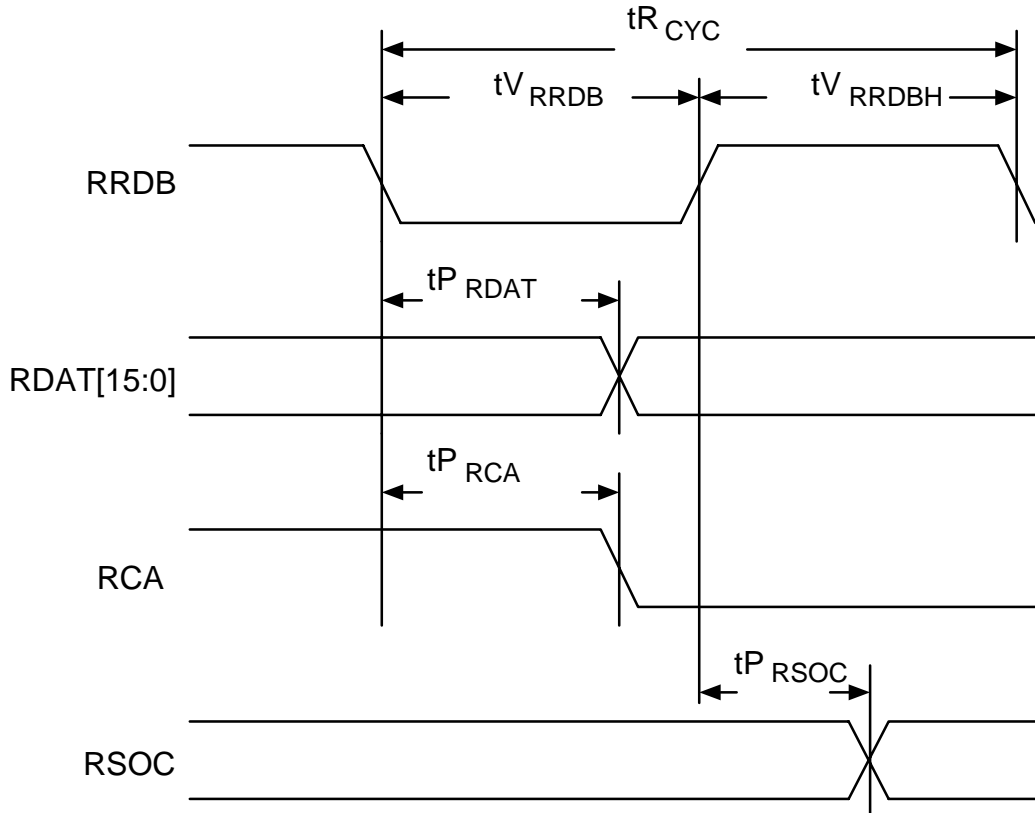 tR CYC
tV RRDB tV RRDBH
RRDB
tP RDAT
RDAT[15:0]
tP RCA
RCA
tP RSOC
RSOC